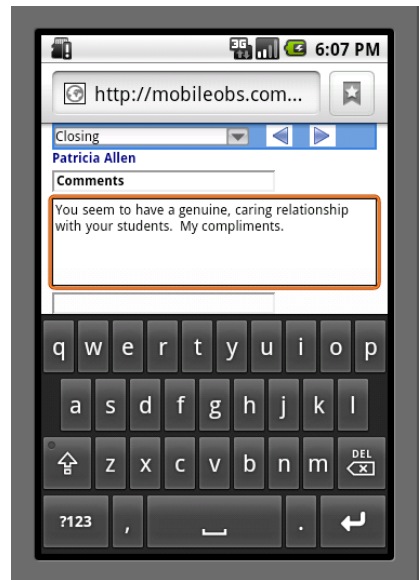 3G 6:07 PM
http://mobileobs.com...
Closing
Patricia Allen
Comments
You seem to have a genuine, caring relationship
with your students.  My compliments.
q w e r t y u i o p
a s d f g h j k l
z x c v b n m DEL
?123 , .